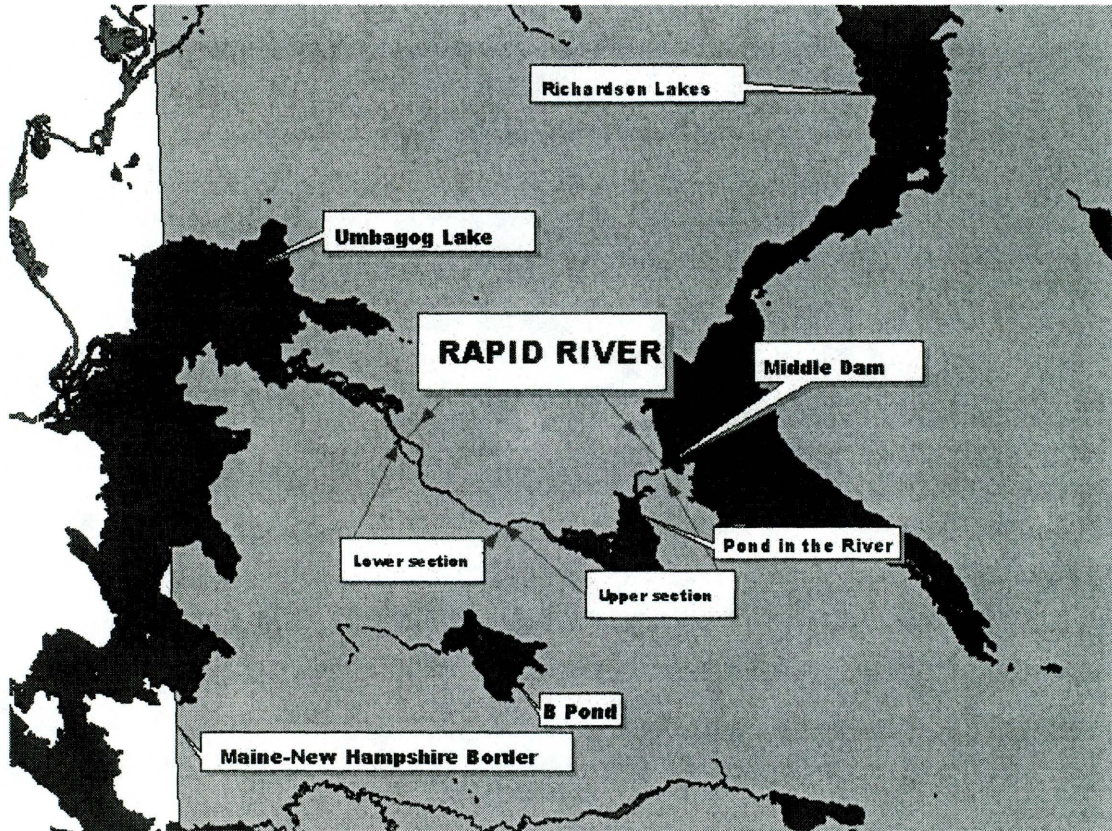 Richardson Lakes
Umbagog Lake
RAPID RIVER
Middle Dam
Lower section
Pond in the River
Upper section
B Pond
Maine-New Hampshire Border